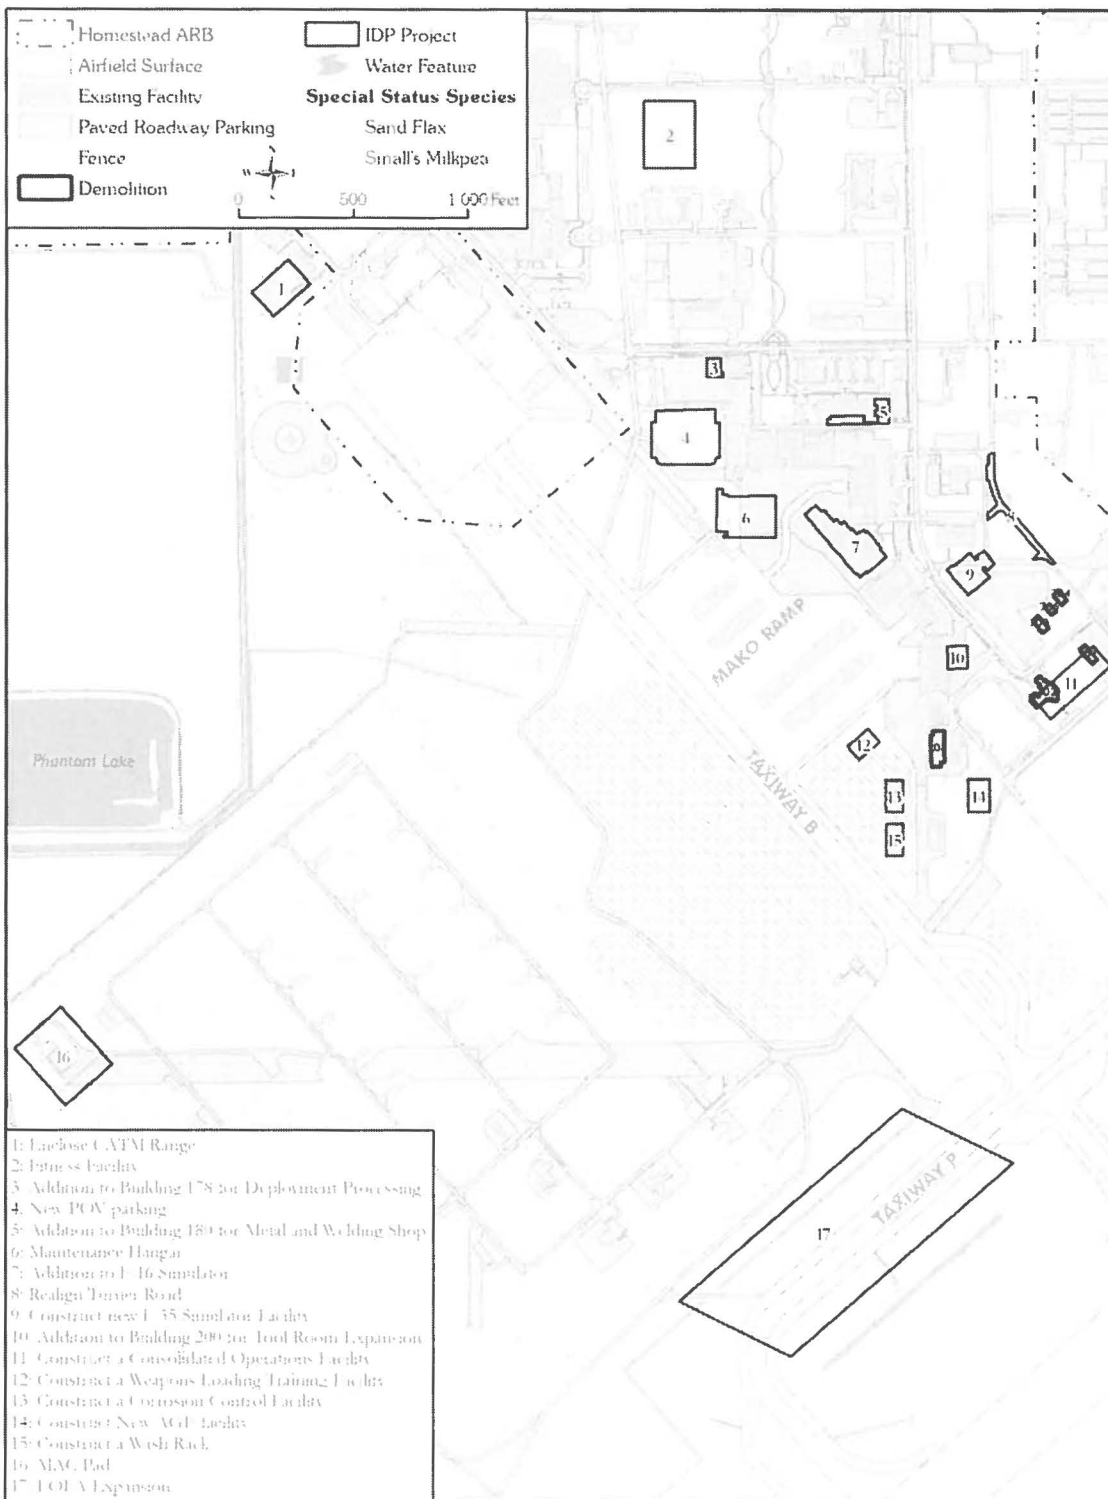 Homestead ARB
Airfield Surface
Existing Facility
Paved Roadway Parking
Fence
Demolition
IDP Project
Water Feature
Special Status Species
Sand Flax
Small's Milkpea
W
0 500 1 000 Feet
2
1
3
4
5
6
7
9
MAKO RAMP
10
11
12
TAXIWAY B
13
14
15
Phantom Lake
16
17
TAXIWAY P
1: Enclose CATM Range
2: Fitness Facility
3: Addition to Building 178 for Deployment Processing
4: New POV parking
5: Addition to Building 180 for Metal and Welding Shop
6: Maintenance Hangar
7: Addition to F-16 Simulator
8: Realign Turner Road
9: Construct new F-35 Simulator Facility
10: Addition to Building 200 for Tool Room Expansion
11: Construct a Consolidated Operations Facility
12: Construct a Weapons Loading Training Facility
13: Construct a Corrosion Control Facility
14: Construct New AGE facility
15: Construct a Wash Rack
16: MAC Pad
17: LOLA Expansion